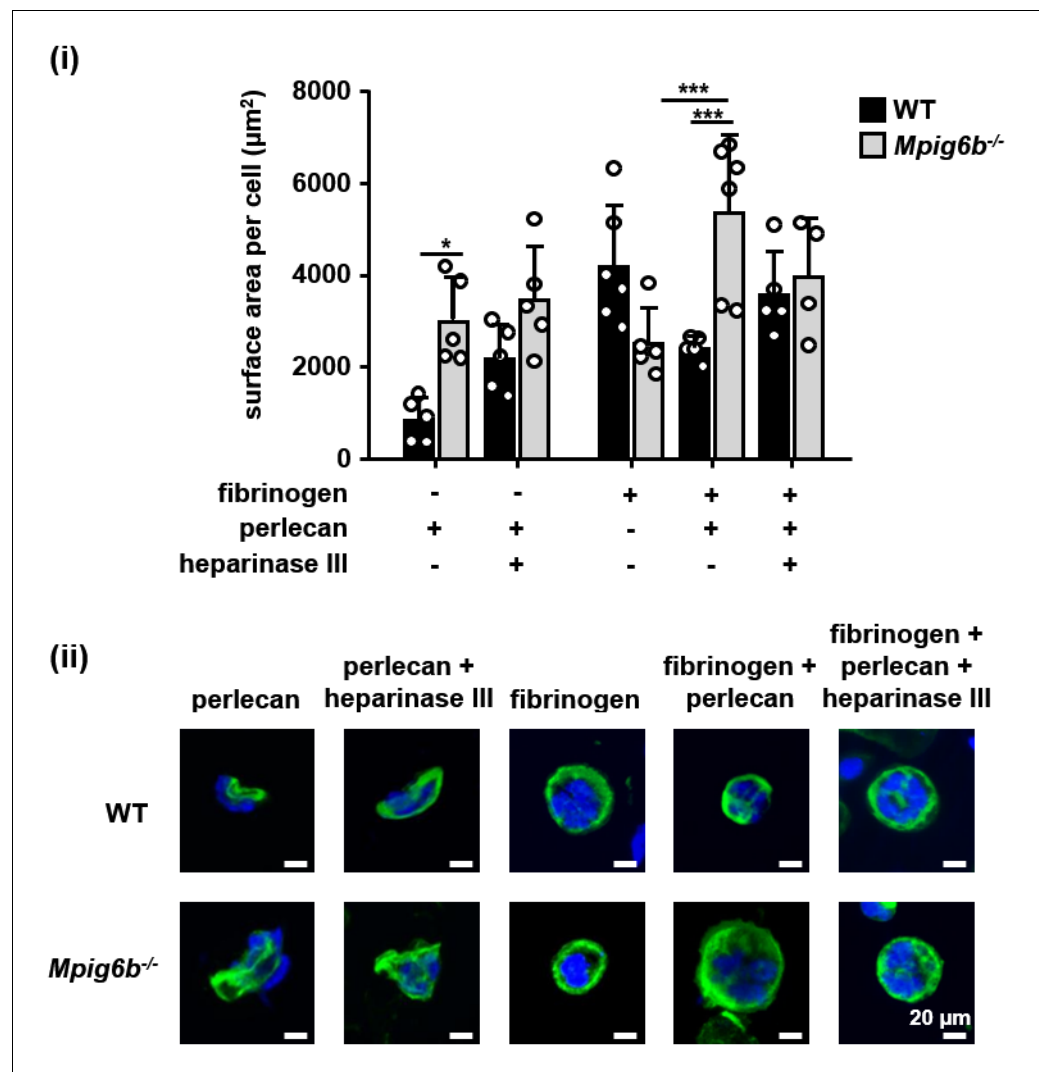 (i)
surface area per cell (µm²)
8000
6000
4000
2000
0
*
***
***
WT
Mpig6b-/-
fibrinogen - - + + +
perlecan + + - + +
heparinase III - + - - +
(ii)
perlecan
perlecan +
heparinase III
fibrinogen
fibrinogen +
perlecan
fibrinogen +
perlecan +
heparinase III
WT
Mpig6b-/-
20 µm